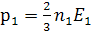 p₁ = 2/3 n₁E₁